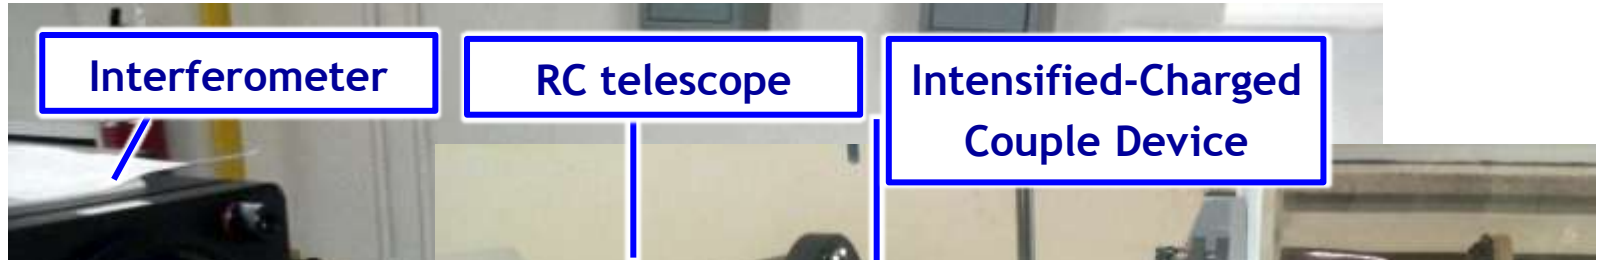 Interferometer
RC telescope
Intensified-Charged
Couple Device